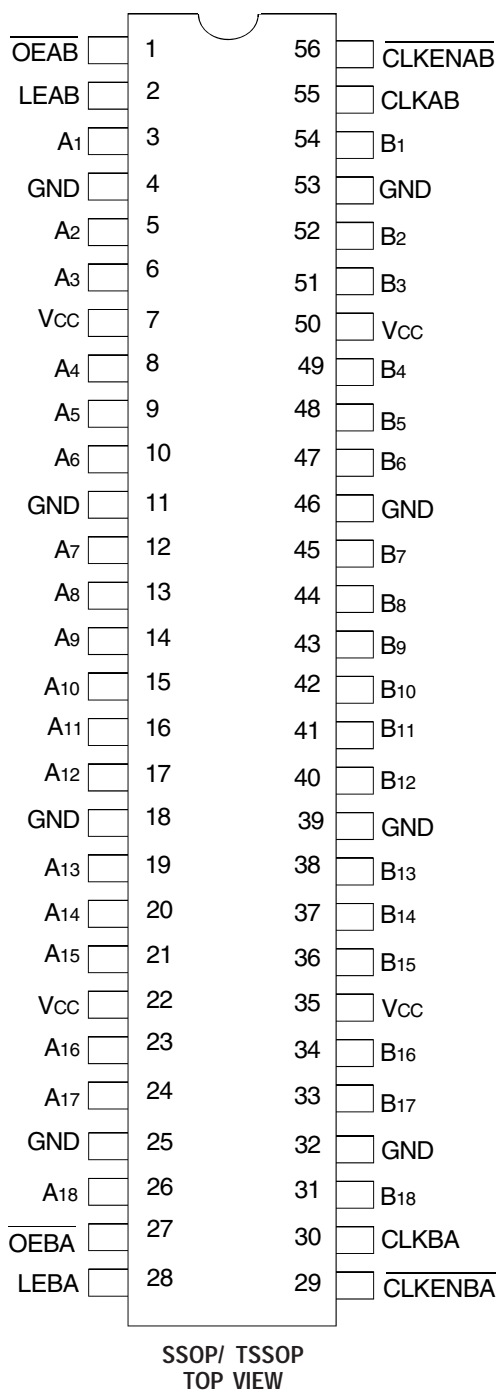 OEAB 1 56 CLKENAB
LEAB 2 55 CLKAB
A1 3 54 B1
GND 4 53 GND
A2 5 52 B2
A3 6 51 B3
VCC 7 50 VCC
A4 8 49 B4
A5 9 48 B5
A6 10 47 B6
GND 11 46 GND
A7 12 45 B7
A8 13 44 B8
A9 14 43 B9
A10 15 42 B10
A11 16 41 B11
A12 17 40 B12
GND 18 39 GND
A13 19 38 B13
A14 20 37 B14
A15 21 36 B15
VCC 22 35 VCC
A16 23 34 B16
A17 24 33 B17
GND 25 32 GND
A18 26 31 B18
OEBA 27 30 CLKBA
LEBA 28 29 CLKENBA
SSOP/ TSSOP
TOP VIEW